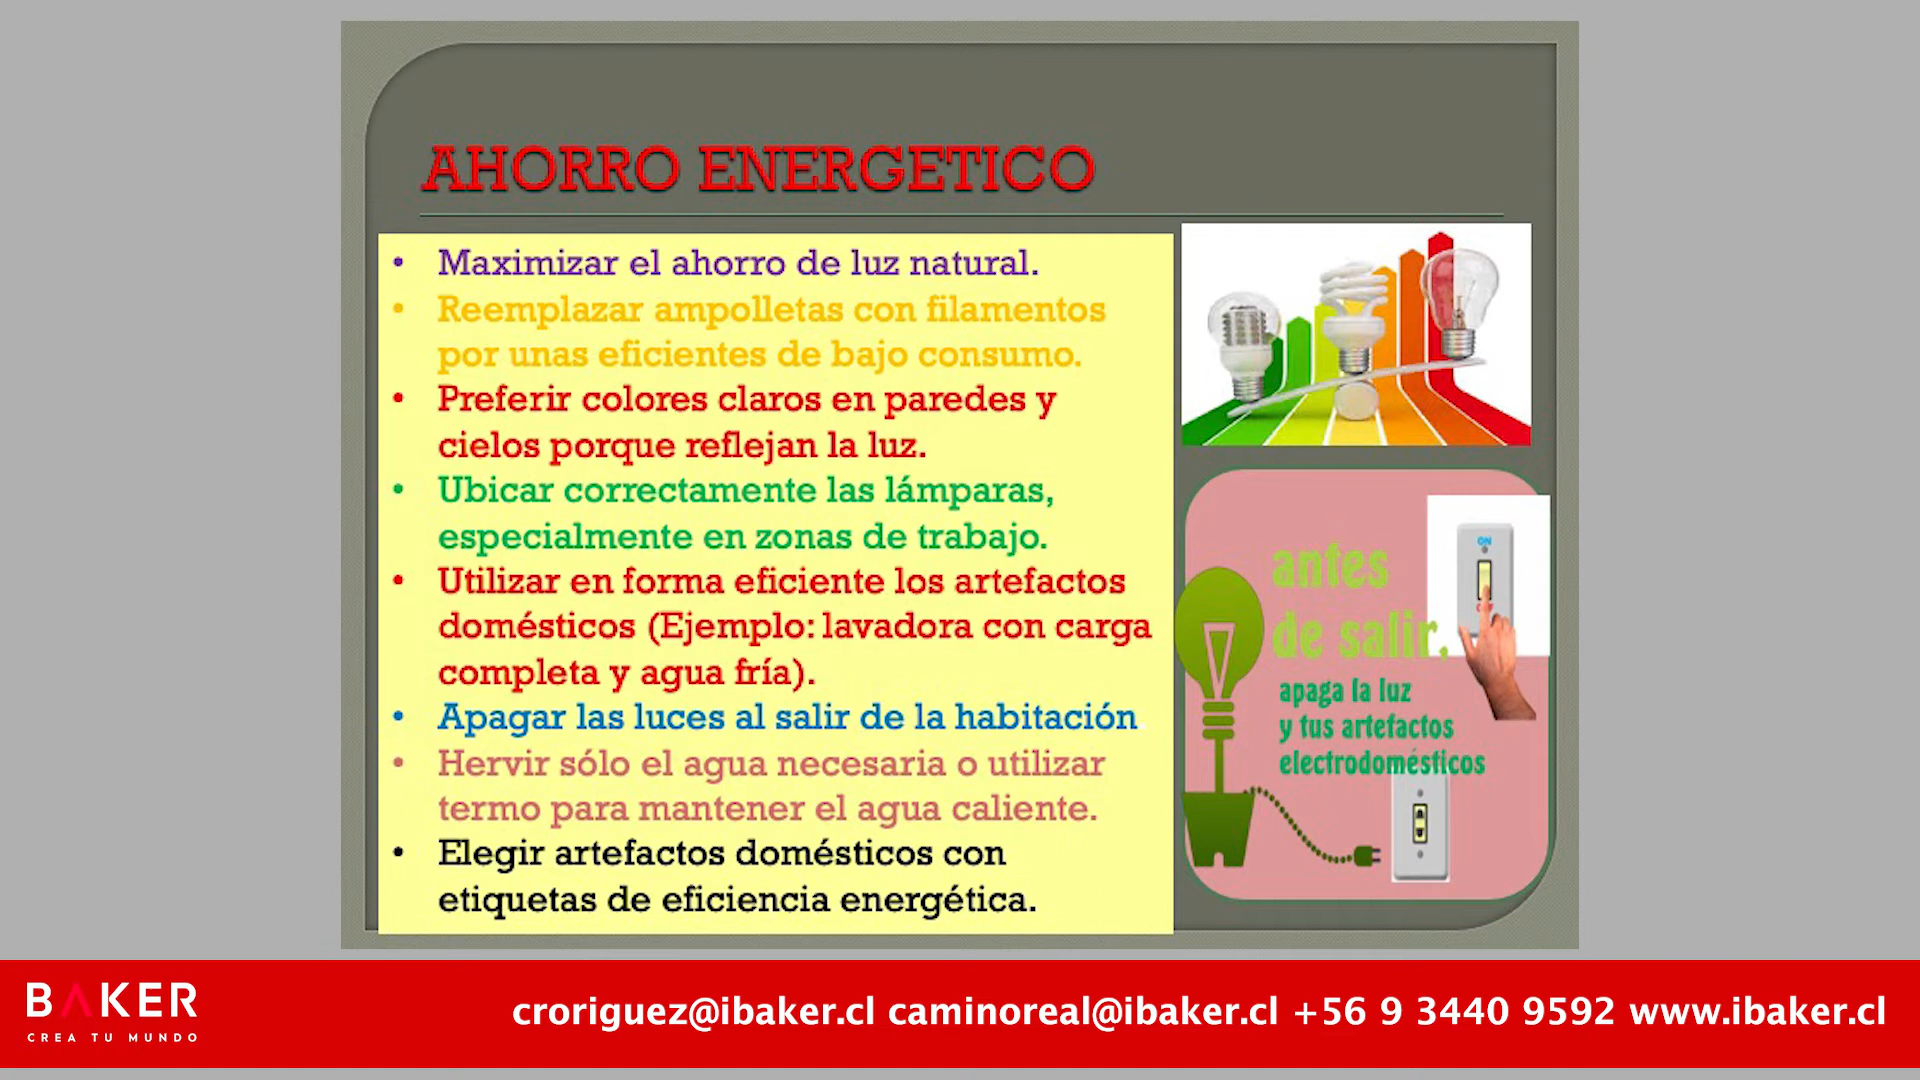 AHORRO ENERGETICO
• Maximizar el ahorro de luz natural.
• Reemplazar ampolletas con filamentos
por unas eficientes de bajo consumo.
• Preferir colores claros en paredes y
cielos porque reflejan la luz.
• Ubicar correctamente las lámparas,
especialmente en zonas de trabajo.
• Utilizar en forma eficiente los artefactos
domésticos (Ejemplo: lavadora con carga
completa y agua fría).
• Apagar las luces al salir de la habitación
• Hervir sólo el agua necesaria o utilizar
termo para mantener el agua caliente.
• Elegir artefactos domésticos con
etiquetas de eficiencia energética.
ON
antes
de salir.
apaga la luz
y tus artefactos
electrodomésticos
BAKER
CREA TU MUNDO
croriguez@ibaker.cl caminoreal@ibaker.cl +56 9 3440 9592 www.ibaker.cl